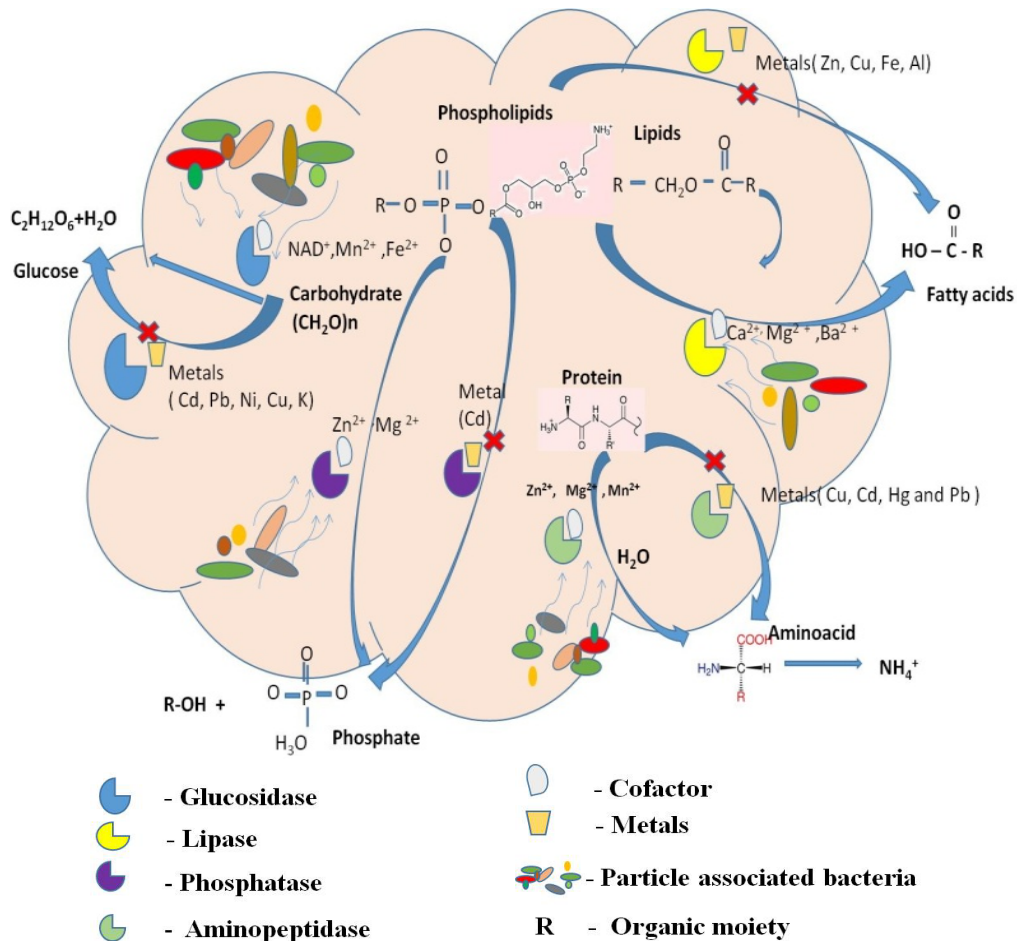 Metals( Zn, Cu, Fe, Al)
Phospholipids
Lipids
NH₃⁺
O
O
R – O – P – O
O
O
O
O
P
O
O⁻
OH
O
R
O
R – CH₂O – C – R
C₂H₁₂O₆+H₂O
Glucose
NAD⁺,Mn²⁺ ,Fe²⁺
Carbohydrate
(CH₂O)n
O
HO – C - R
Fatty acids
Metals
( Cd, Pb, Ni, Cu, K)
Ca²⁺, Mg²⁺ ,Ba²⁺
Zn²⁺ ,Mg ²⁺
Metal
(Cd)
Protein
R
H
N
O
H₃N⁺
O
R'
Zn²⁺, Mg²⁺ ,Mn²⁺
Metals( Cu, Cd, Hg and Pb )
H₂O
Aminoacid
COOH
H₂N
C
H
R
NH₄⁺
R-OH +
O
O
P
O
H₃O
Phosphate
- Glucosidase
- Cofactor
- Lipase
- Metals
- Phosphatase
- Particle associated bacteria
- Aminopeptidase
R - Organic moiety